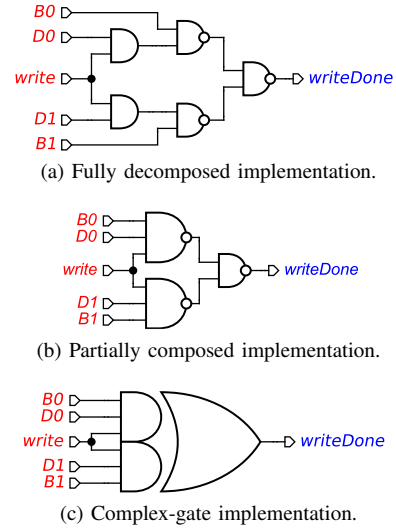 B0
D0
write
writeDone
D1
B1
(a) Fully decomposed implementation.
B0
D0
write
writeDone
D1
B1
(b) Partially composed implementation.
B0
D0
write
writeDone
D1
B1
(c) Complex-gate implementation.